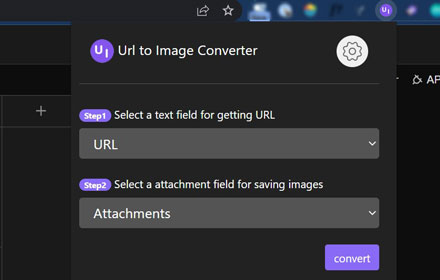 UI Url to Image Converter
AP
Step1 Select a text field for getting URL
URL
Step2 Select a attachment field for saving images
Attachments
convert